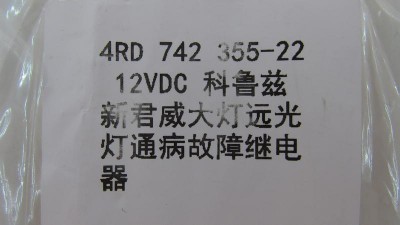 4RD 742 355-22
12VDC 科鲁兹
新君威大灯远光
灯通病故障继电
器